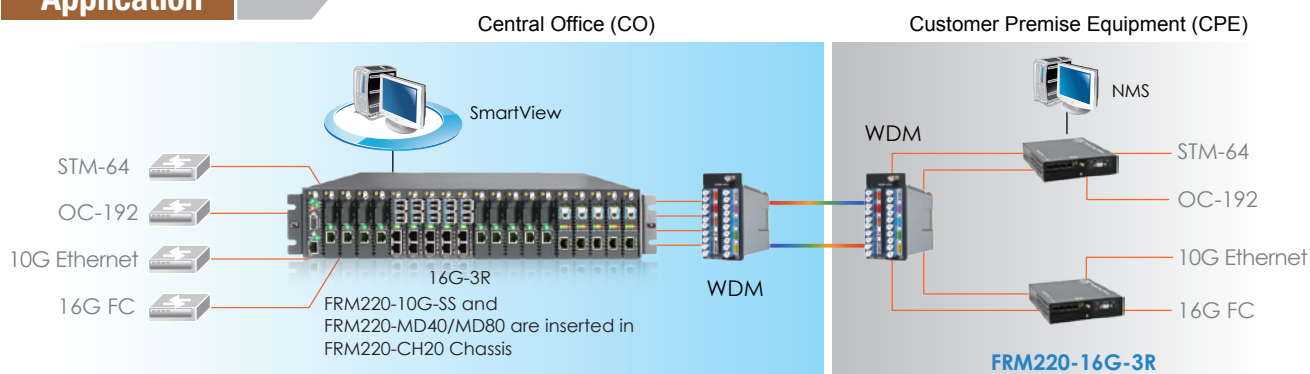 Application
Central Office (CO)
Customer Premise Equipment (CPE)
SmartView
NMS
WDM
STM-64
OC-192
10G Ethernet
16G FC
STM-64
OC-192
10G Ethernet
16G FC
16G-3R
FRM220-10G-SS and
FRM220-MD40/MD80 are inserted in
FRM220-CH20 Chassis
WDM
FRM220-16G-3R